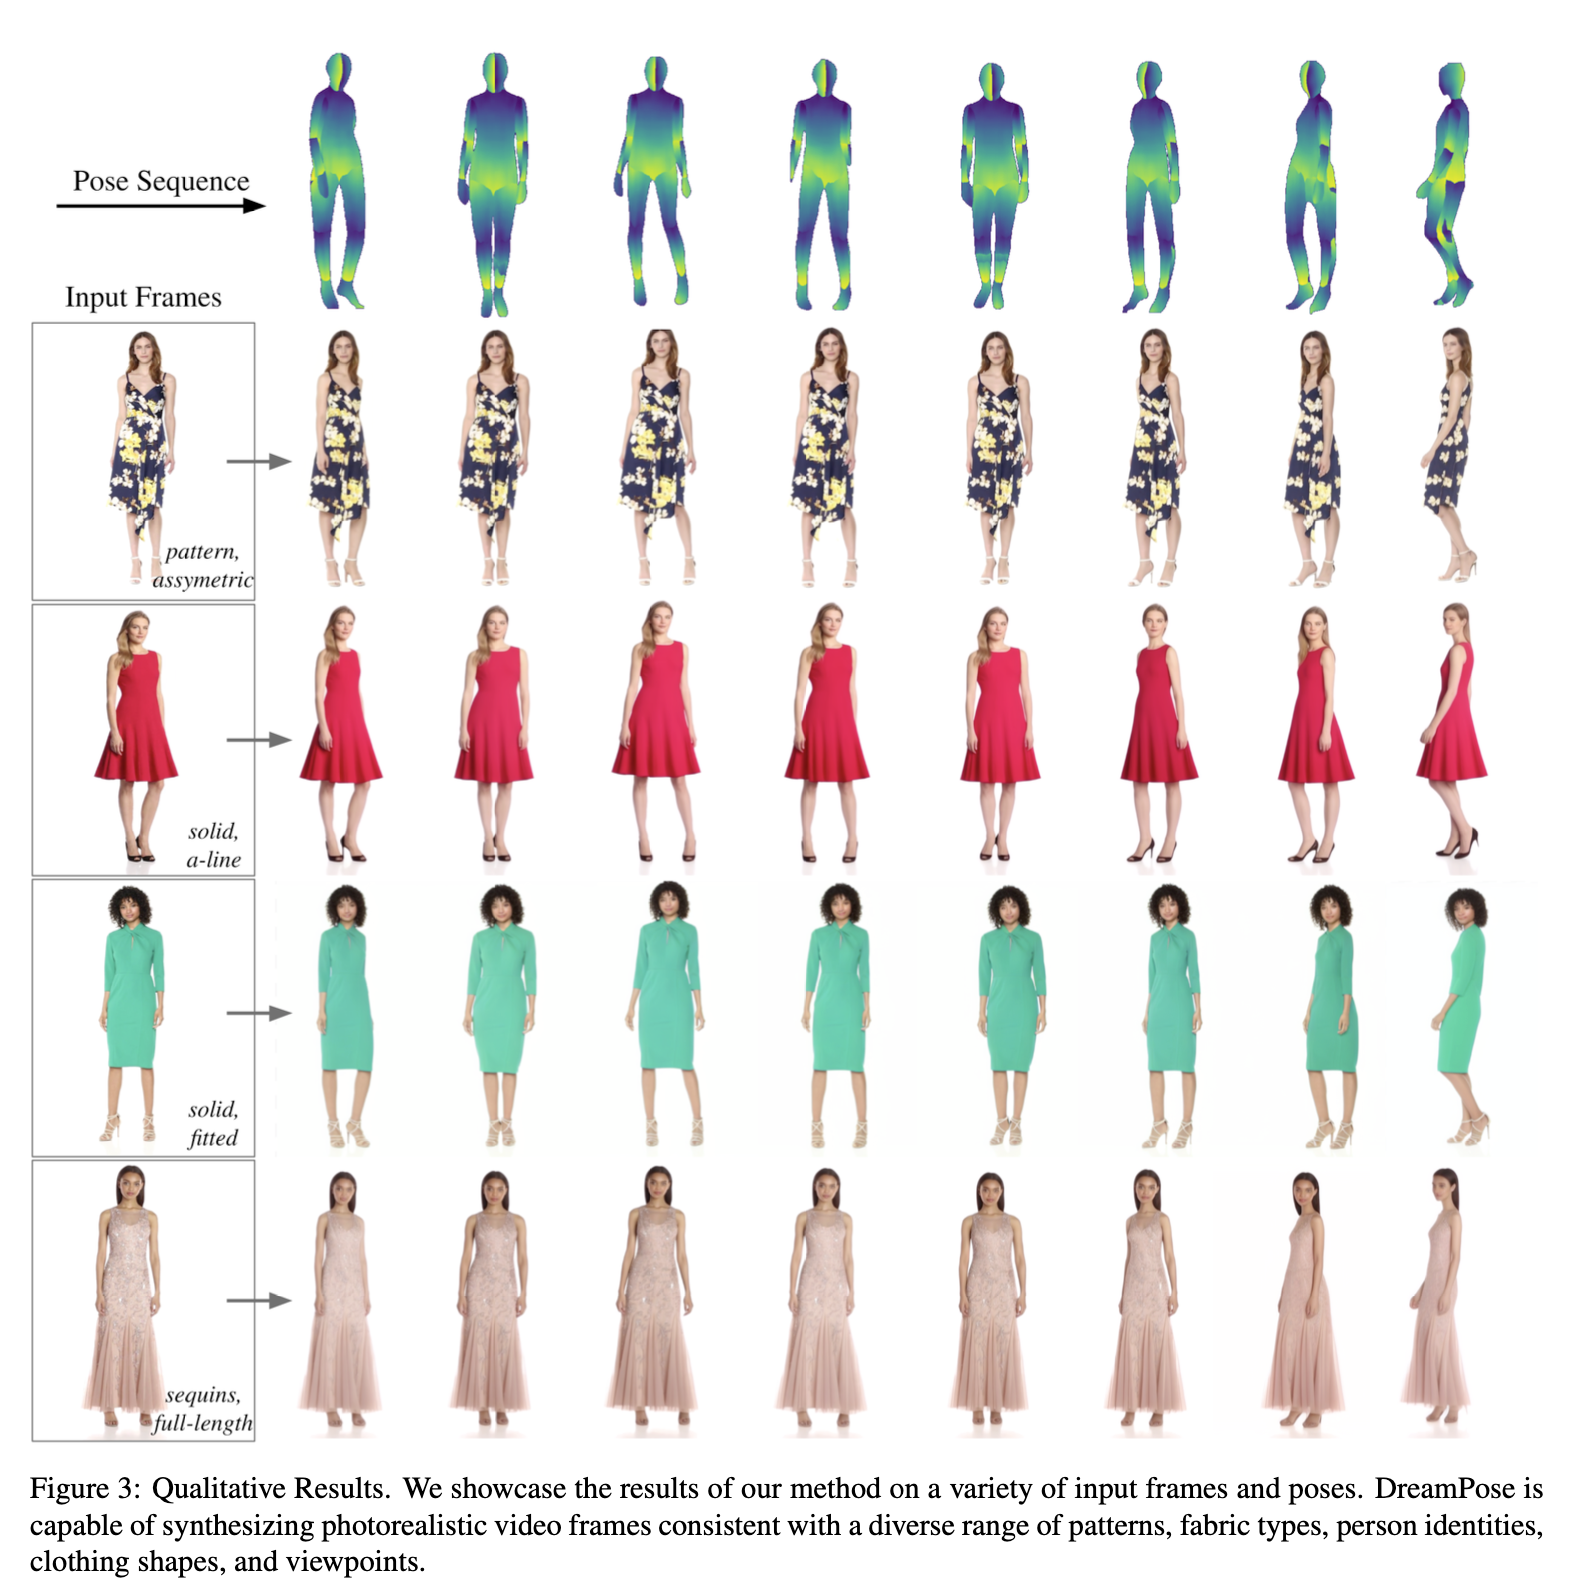 Pose Sequence
Input Frames
pattern,
assymetric
solid,
a-line
solid,
fitted
sequins,
full-length
Figure 3: Qualitative Results. We showcase the results of our method on a variety of input frames and poses. DreamPose is
capable of synthesizing photorealistic video frames consistent with a diverse range of patterns, fabric types, person identities,
clothing shapes, and viewpoints.